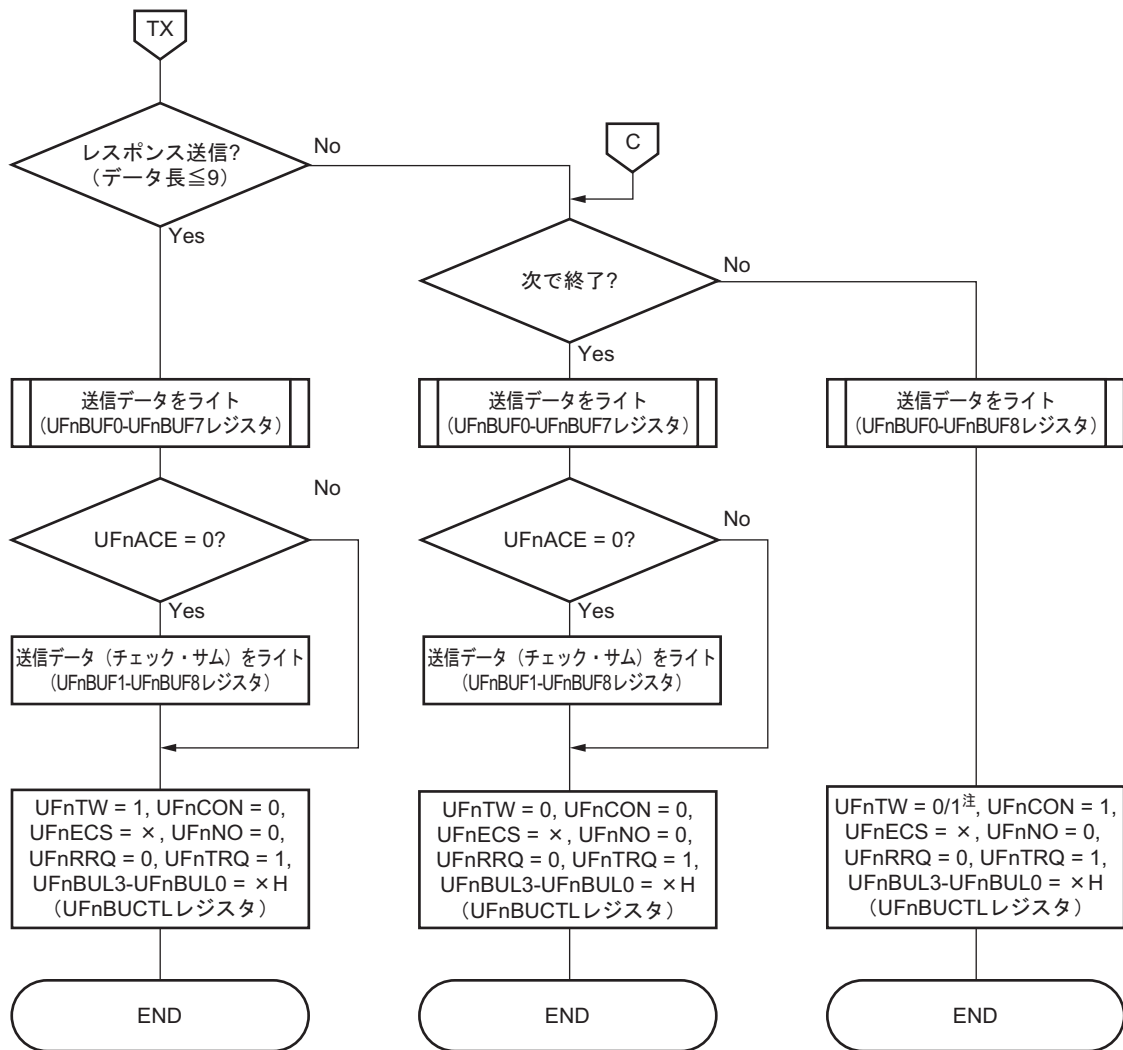 TX
レスポンス送信?
（データ長≦9）
No
Yes
C
次で終了?
No
Yes
送信データをライト
（UFnBUF0-UFnBUF7レジスタ）
送信データをライト
（UFnBUF0-UFnBUF7レジスタ）
送信データをライト
（UFnBUF0-UFnBUF8レジスタ）
No
UFnACE = 0?
Yes
No
UFnACE = 0?
Yes
送信データ（チェック・サム）をライト
（UFnBUF1-UFnBUF8レジスタ）
送信データ（チェック・サム）をライト
（UFnBUF1-UFnBUF8レジスタ）
UFnTW = 1, UFnCON = 0,
UFnECS = ×, UFnNO = 0,
UFnRRQ = 0, UFnTRQ = 1,
UFnBUL3-UFnBUL0 = ×H
（UFnBUCTLレジスタ）
UFnTW = 0, UFnCON = 0,
UFnECS = ×, UFnNO = 0,
UFnRRQ = 0, UFnTRQ = 1,
UFnBUL3-UFnBUL0 = ×H
（UFnBUCTLレジスタ）
UFnTW = 0/1注, UFnCON = 1,
UFnECS = ×, UFnNO = 0,
UFnRRQ = 0, UFnTRQ = 1,
UFnBUL3-UFnBUL0 = ×H
（UFnBUCTLレジスタ）
END
END
END